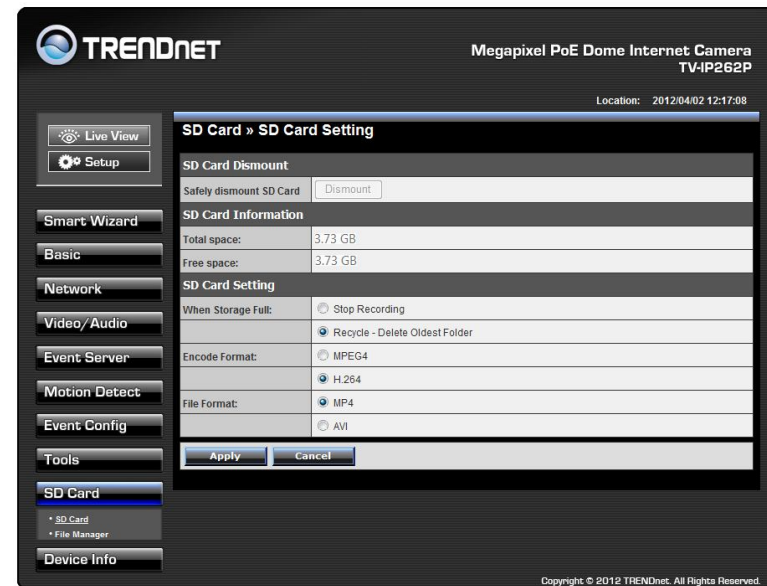 TRENDNET
Megapixel PoE Dome Internet Camera
TV-IP262P
Location: 2012/04/02 12:17:08
Live View
Setup
Smart Wizard
Basic
Network
Video/Audio
Event Server
Motion Detect
Event Config
Tools
SD Card
• SD Card
• File Manager
Device Info
SD Card » SD Card Setting
SD Card Dismount
Safely dismount SD Card Dismount
SD Card Information
Total space: 3.73 GB
Free space: 3.73 GB
SD Card Setting
When Storage Full: Stop Recording
Recycle - Delete Oldest Folder
Encode Format: MPEG4
H.264
File Format: MP4
AVI
Apply Cancel
Copyright © 2012 TRENDnet. All Rights Reserved.